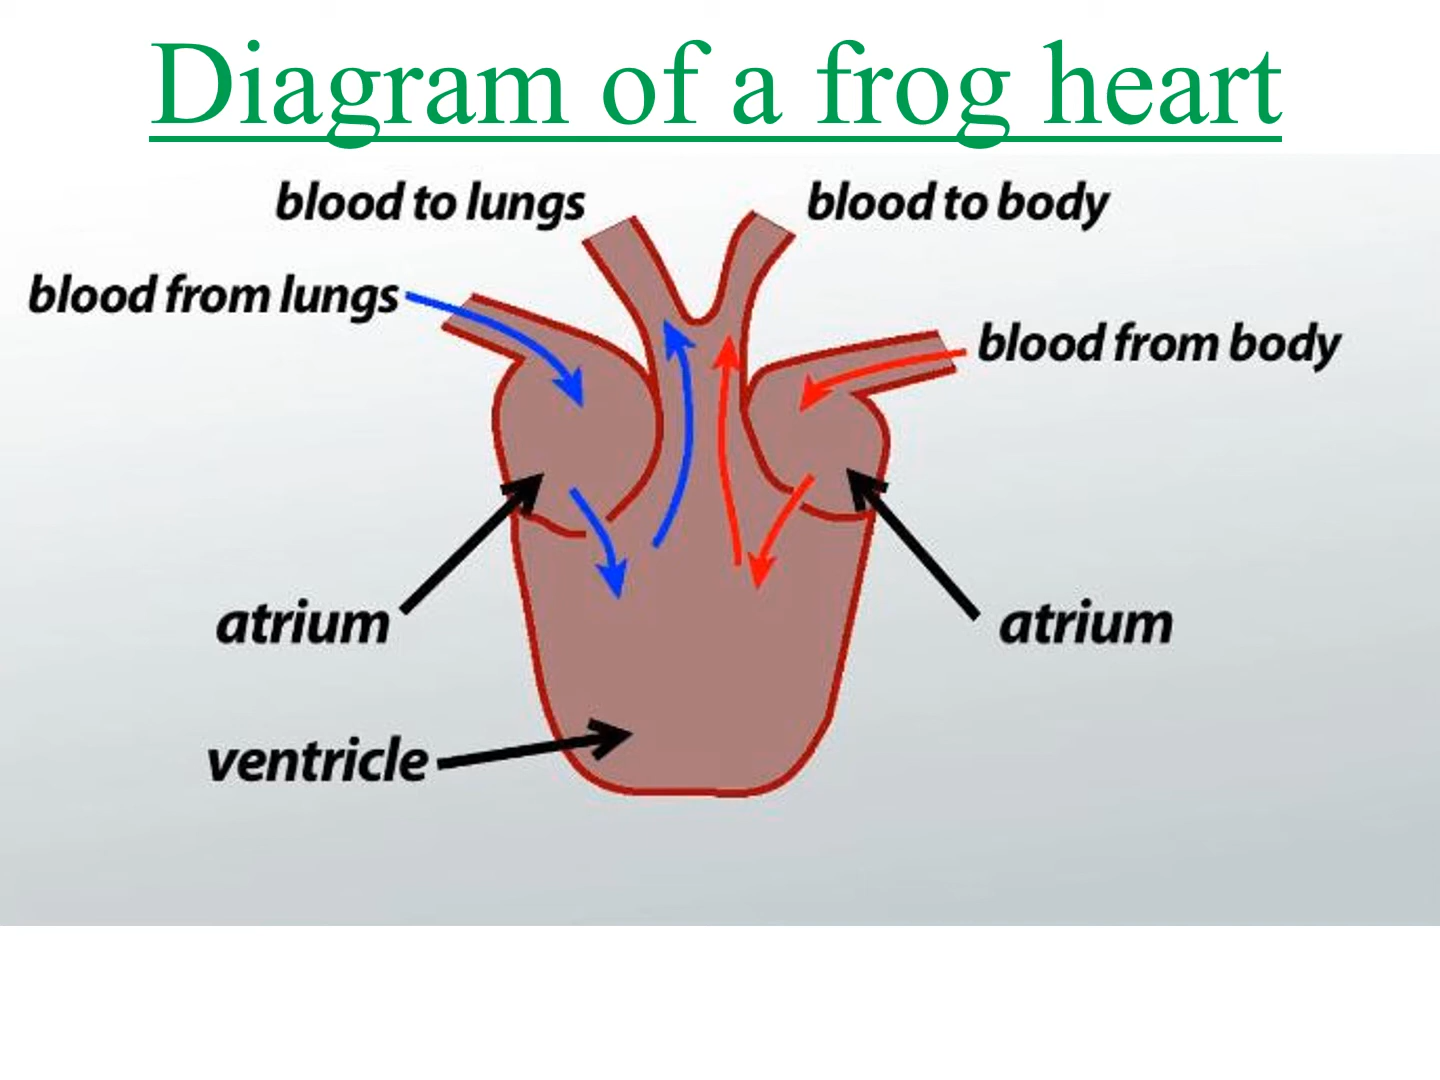 Diagram of a frog heart
blood to lungs
blood to body
blood from lungs
blood from body
atrium
atrium
ventricle